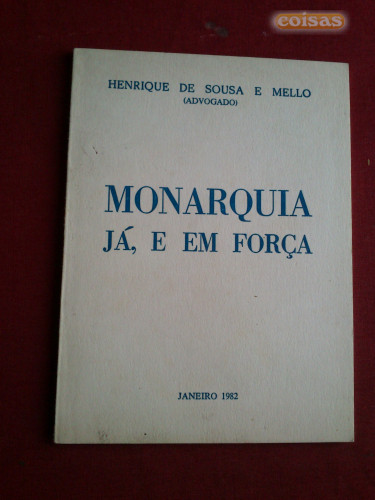 coisas
HENRIQUE DE SOUSA E MELLO
(ADVOGADO)
MONARQUIA
JÁ, E EM FORÇA
JANEIRO 1982